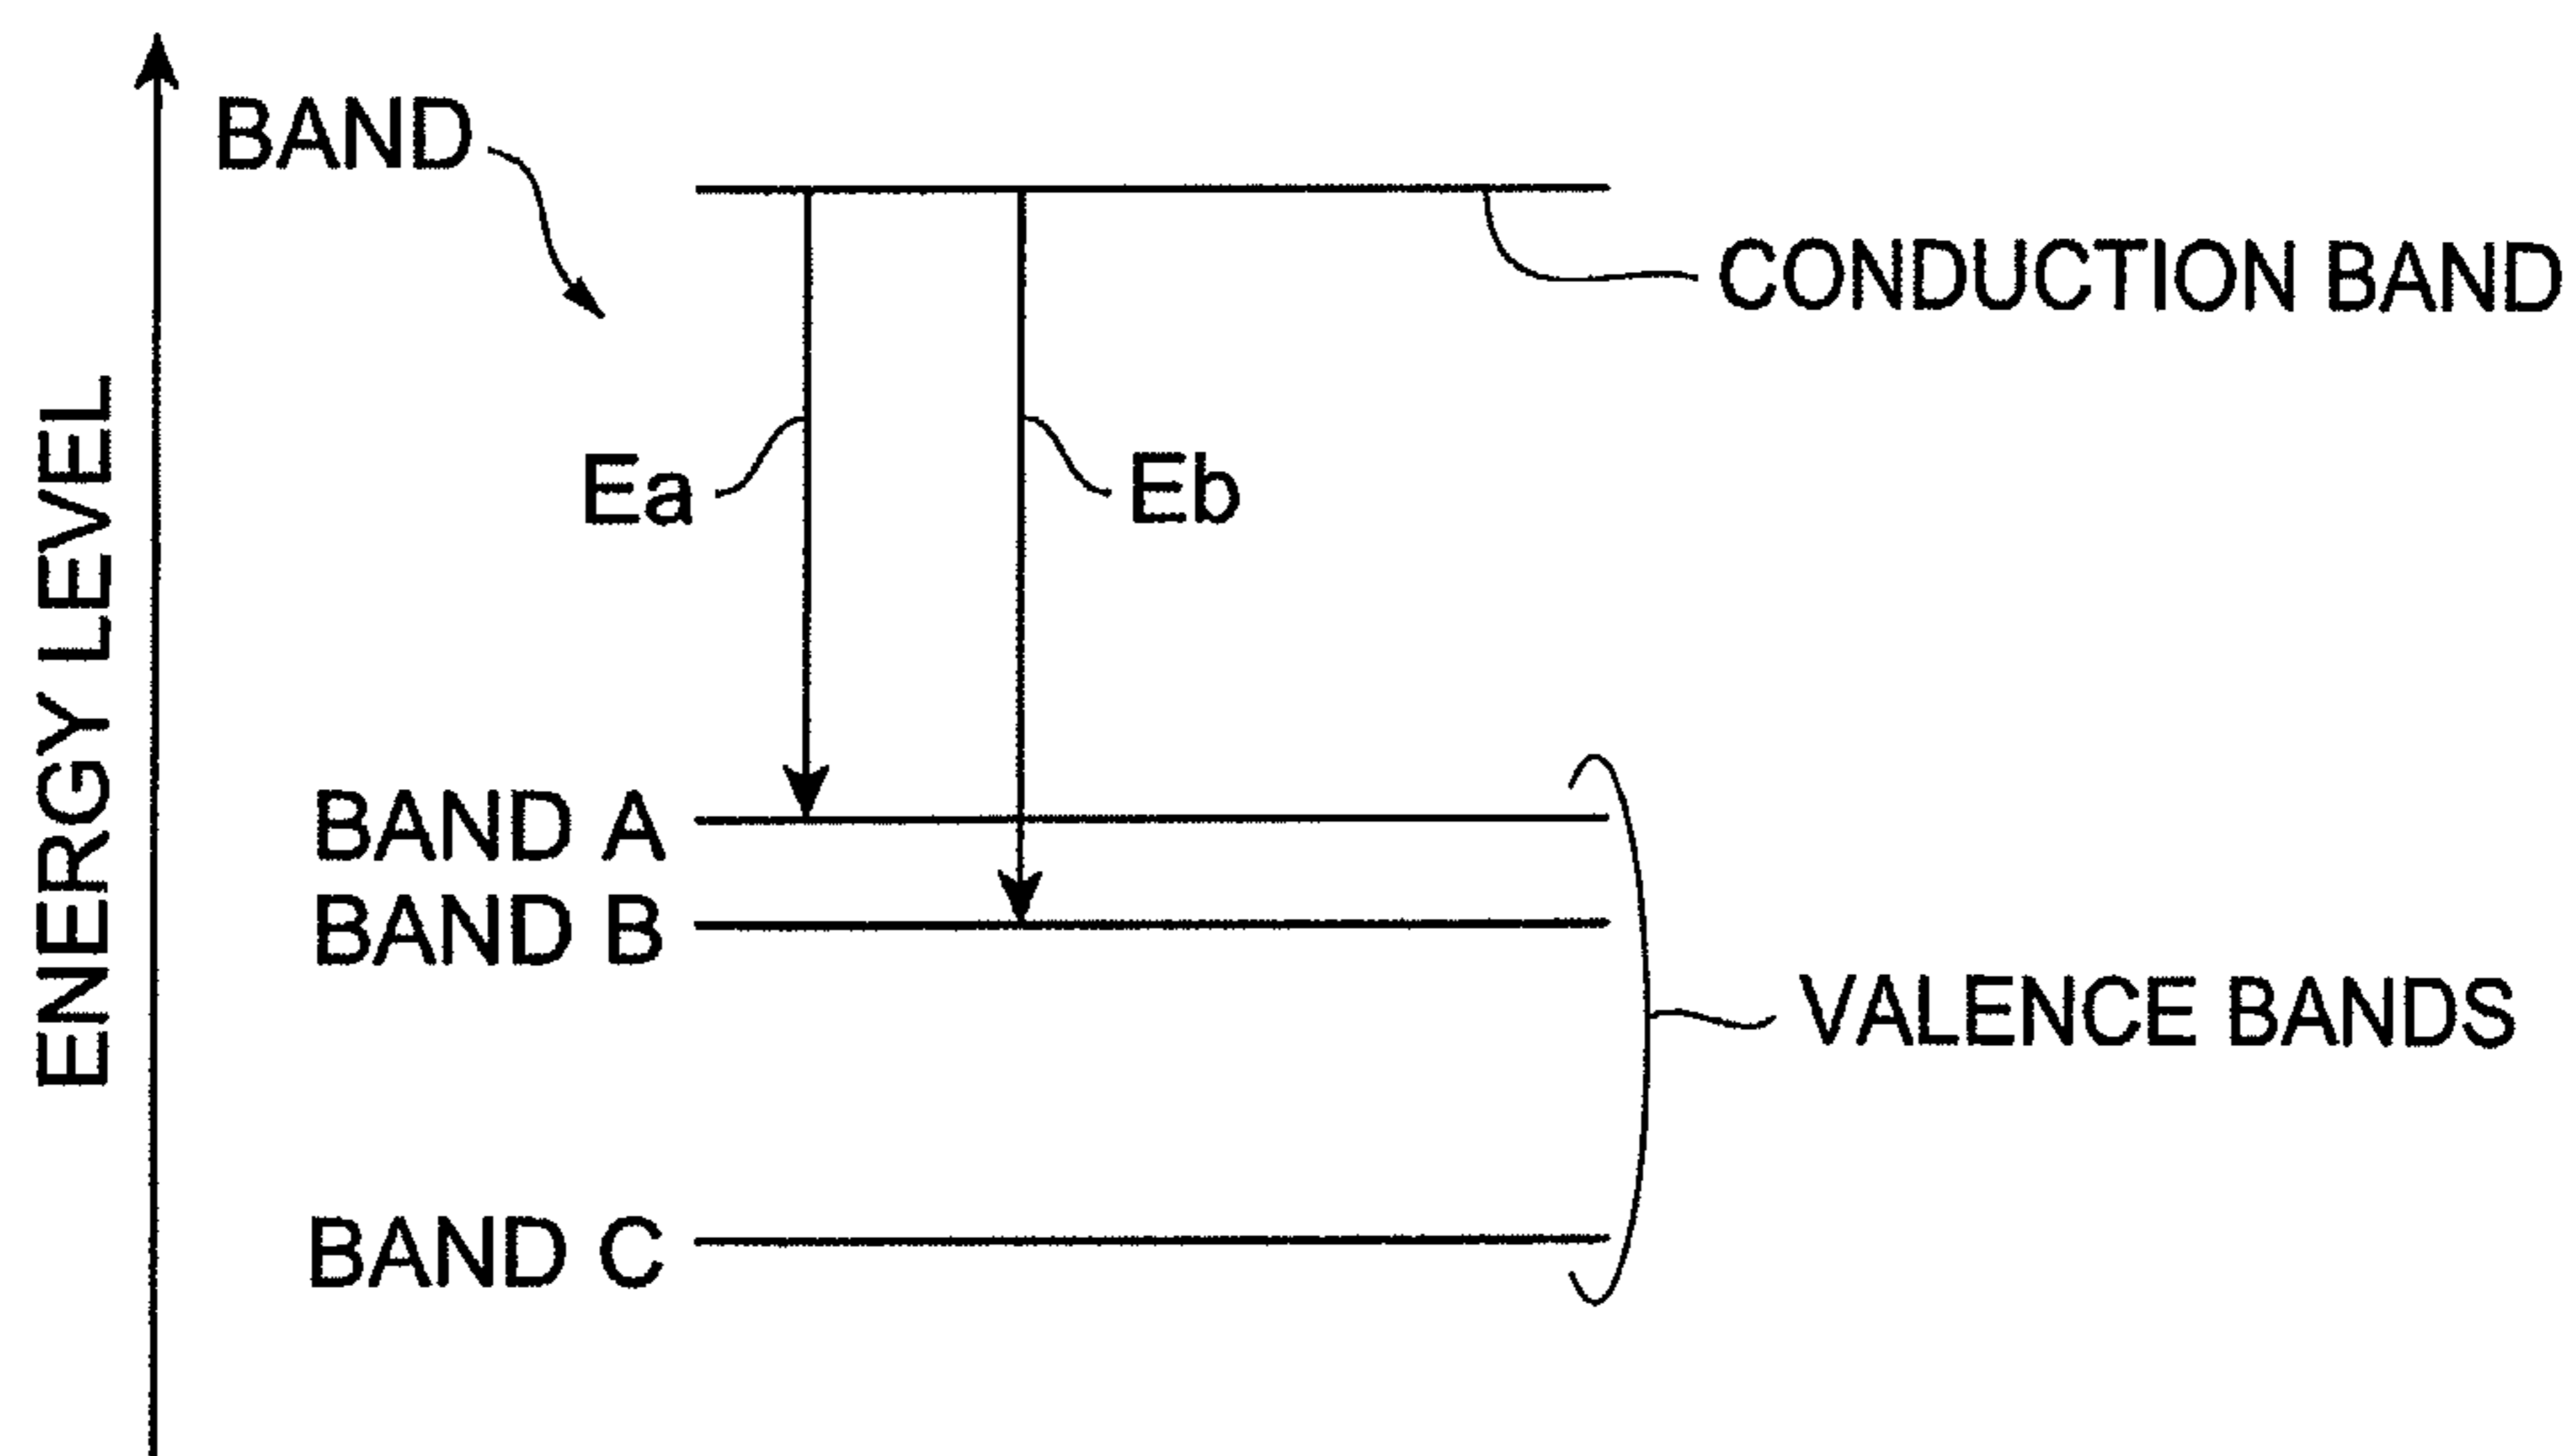 BAND
CONDUCTION BAND
Ea
Eb
ENERGY LEVEL
BAND A
BAND B
VALENCE BANDS
BAND C